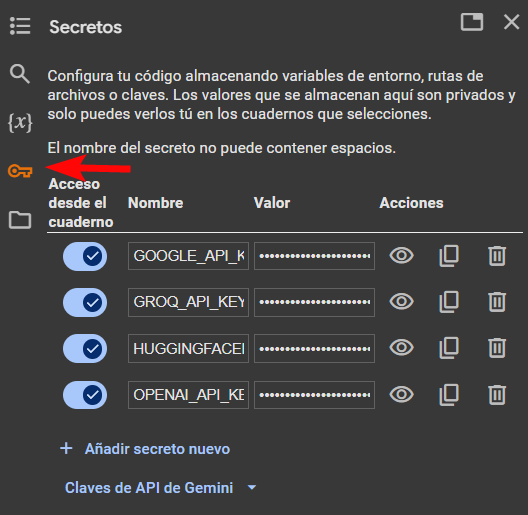 Secretos
Configura tu código almacenando variables de entorno, rutas de
archivos o claves. Los valores que se almacenan aquí son privados y
solo puedes verlos tú en los cuadernos que selecciones.
El nombre del secreto no puede contener espacios.
{x}
Acceso
desde el
cuaderno
Nombre
Valor
Acciones
GOOGLE_API_K
••••••••••••••••••••••
GROQ_API_KEY
••••••••••••••••••••••
HUGGINGFACE
••••••••••••••••••••••
OPENAI_API_KE
••••••••••••••••••••••
+ Añadir secreto nuevo
Claves de API de Gemini